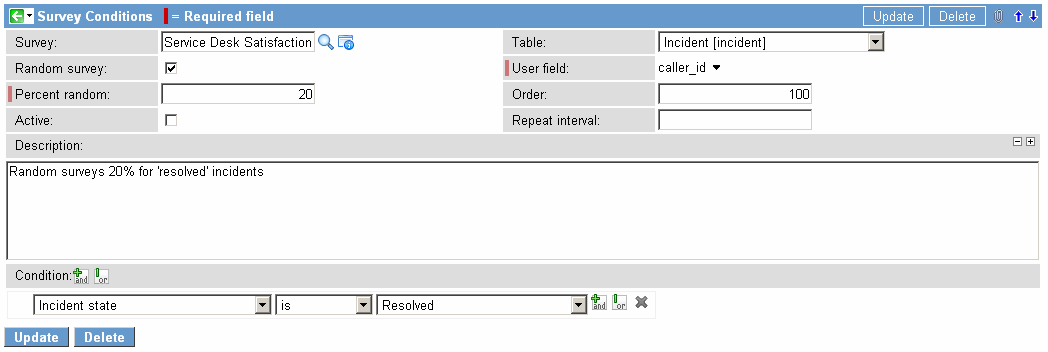 Survey Conditions = Required field Update Delete
Survey: Service Desk Satisfaction Table: Incident [incident]
Random survey: User field: caller_id
Percent random: 20 Order: 100
Active: Repeat interval:
Description:
Random surveys 20% for 'resolved' incidents
Condition: and or
Incident state is Resolved and or
Update Delete